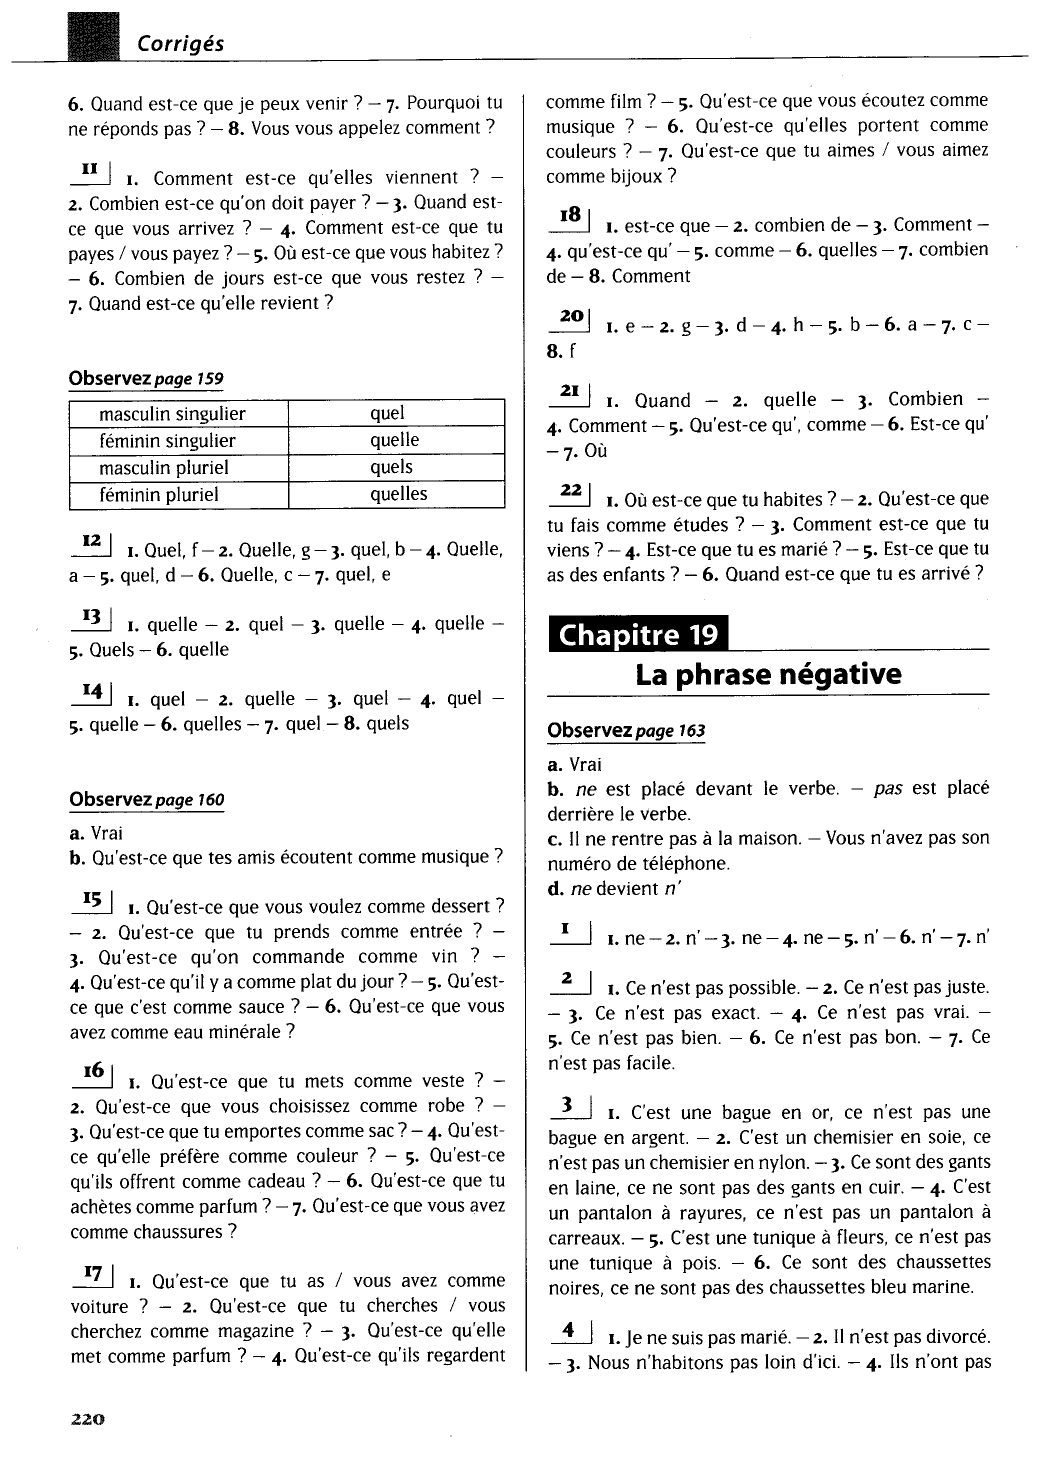 Corrigés
6. Quand est-ce que je peux venir ? – 7. Pourquoi tu
ne réponds pas ? – 8. Vous vous appelez comment ?
11 1. Comment est-ce qu'elles viennent ? –
2. Combien est-ce qu'on doit payer ? – 3. Quand est-
ce que vous arrivez ? – 4. Comment est-ce que tu
payes / vous payez ? – 5. Où est-ce que vous habitez ?
– 6. Combien de jours est-ce que vous restez ? –
7. Quand est-ce qu'elle revient ?
Observez page 159
masculin singulier quel
féminin singulier quelle
masculin pluriel quels
féminin pluriel quelles
12 1. Quel, f – 2. Quelle, g – 3. quel, b – 4. Quelle,
a – 5. quel, d – 6. Quelle, c – 7. quel, e
13 1. quelle – 2. quel – 3. quelle – 4. quelle –
5. Quels – 6. quelle
14 1. quel – 2. quelle – 3. quel – 4. quel –
5. quelle – 6. quelles – 7. quel – 8. quels
Observez page 160
a. Vrai
b. Qu'est-ce que tes amis écoutent comme musique ?
15 1. Qu'est-ce que vous voulez comme dessert ?
– 2. Qu'est-ce que tu prends comme entrée ? –
3. Qu'est-ce qu'on commande comme vin ? –
4. Qu'est-ce qu'il y a comme plat du jour ? – 5. Qu'est-
ce que c'est comme sauce ? – 6. Qu'est-ce que vous
avez comme eau minérale ?
16 1. Qu'est-ce que tu mets comme veste ? –
2. Qu'est-ce que vous choisissez comme robe ? –
3. Qu'est-ce que tu emportes comme sac ? – 4. Qu'est-
ce qu'elle préfère comme couleur ? – 5. Qu'est-ce
qu'ils offrent comme cadeau ? – 6. Qu'est-ce que tu
achètes comme parfum ? – 7. Qu'est-ce que vous avez
comme chaussures ?
17 1. Qu'est-ce que tu as / vous avez comme
voiture ? – 2. Qu'est-ce que tu cherches / vous
cherchez comme magazine ? – 3. Qu'est-ce qu'elle
met comme parfum ? – 4. Qu'est-ce qu'ils regardent
comme film ? – 5. Qu'est-ce que vous écoutez comme
musique ? – 6. Qu'est-ce qu'elles portent comme
couleurs ? – 7. Qu'est-ce que tu aimes / vous aimez
comme bijoux ?
18 1. est-ce que – 2. combien de – 3. Comment –
4. qu'est-ce qu' – 5. comme – 6. quelles – 7. combien
de – 8. Comment
20 1. e – 2. g – 3. d – 4. h – 5. b – 6. a – 7. c –
8. f
21 1. Quand – 2. quelle – 3. Combien –
4. Comment – 5. Qu'est-ce qu', comme – 6. Est-ce qu'
– 7. Où
22 1. Où est-ce que tu habites ? – 2. Qu'est-ce que
tu fais comme études ? – 3. Comment est-ce que tu
viens ? – 4. Est-ce que tu es marié ? – 5. Est-ce que tu
as des enfants ? – 6. Quand est-ce que tu es arrivé ?
Chapitre 19
La phrase négative
Observez page 163
a. Vrai
b. ne est placé devant le verbe. – pas est placé
derrière le verbe.
c. Il ne rentre pas à la maison. – Vous n'avez pas son
numéro de téléphone.
d. ne devient n'
1 1. ne – 2. n' – 3. ne – 4. ne – 5. n' – 6. n' – 7. n'
2 1. Ce n'est pas possible. – 2. Ce n'est pas juste.
– 3. Ce n'est pas exact. – 4. Ce n'est pas vrai. –
5. Ce n'est pas bien. – 6. Ce n'est pas bon. – 7. Ce
n'est pas facile.
3 1. C'est une bague en or, ce n'est pas une
bague en argent. – 2. C'est un chemisier en soie, ce
n'est pas un chemisier en nylon. – 3. Ce sont des gants
en laine, ce ne sont pas des gants en cuir. – 4. C'est
un pantalon à rayures, ce n'est pas un pantalon à
carreaux. – 5. C'est une tunique à fleurs, ce n'est pas
une tunique à pois. – 6. Ce sont des chaussettes
noires, ce ne sont pas des chaussettes bleu marine.
4 1. Je ne suis pas marié. – 2. Il n'est pas divorcé.
– 3. Nous n'habitons pas loin d'ici. – 4. Ils n'ont pas
220